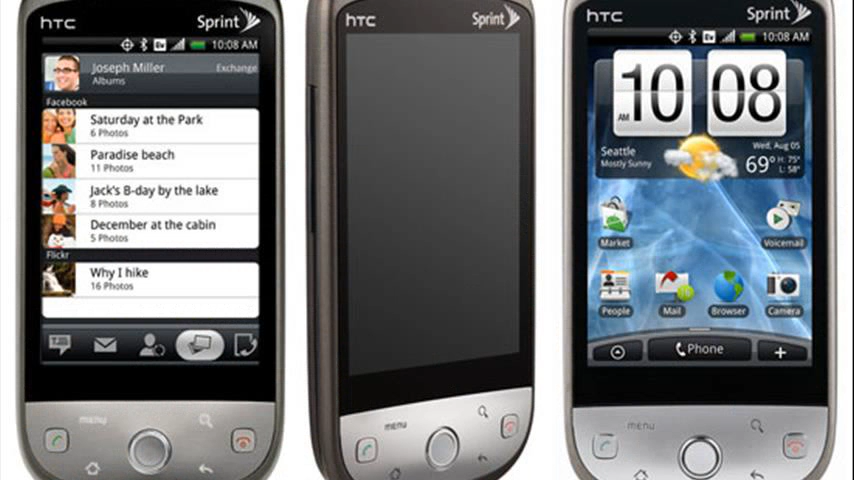 hTC Sprint
Ev 10:08 AM
Joseph Miller Exchange
Albums
Facebook
Saturday at the Park
6 Photos
Paradise beach
11 Photos
Jack's B-day by the lake
8 Photos
December at the cabin
5 Photos
Flickr
Why I hike
16 Photos
menu
hTC Sprint
menu
hTC Sprint
Ev 10:08 AM
AM 10 08
Seattle
Mostly Sunny
Wed, Aug 05
69° H: 75°
L: 58°
Market Voicemail
People Mail Browser Camera
Phone
menu